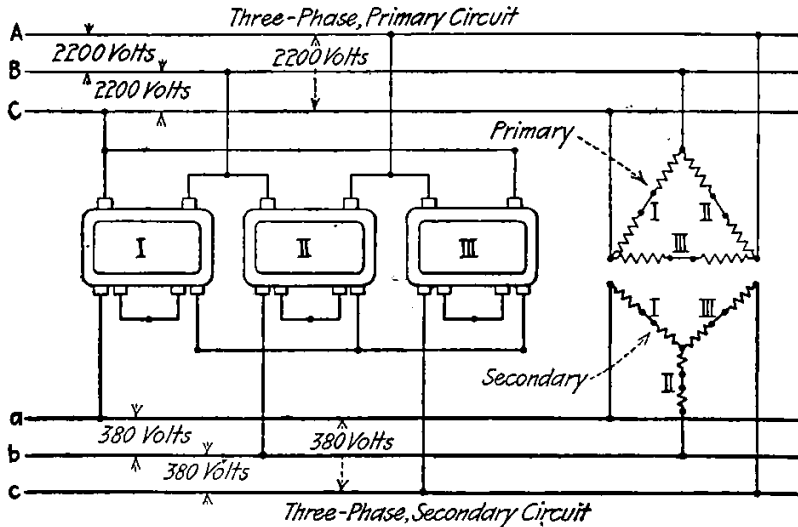 Three-Phase, Primary Circuit
A
2200 Volts
2200 Volts
B
2200 Volts
C
Primary
I
II
III
I
II
III
I
III
Secondary
II
a
380 Volts
380 Volts
b
380 Volts
c
Three-Phase, Secondary Circuit